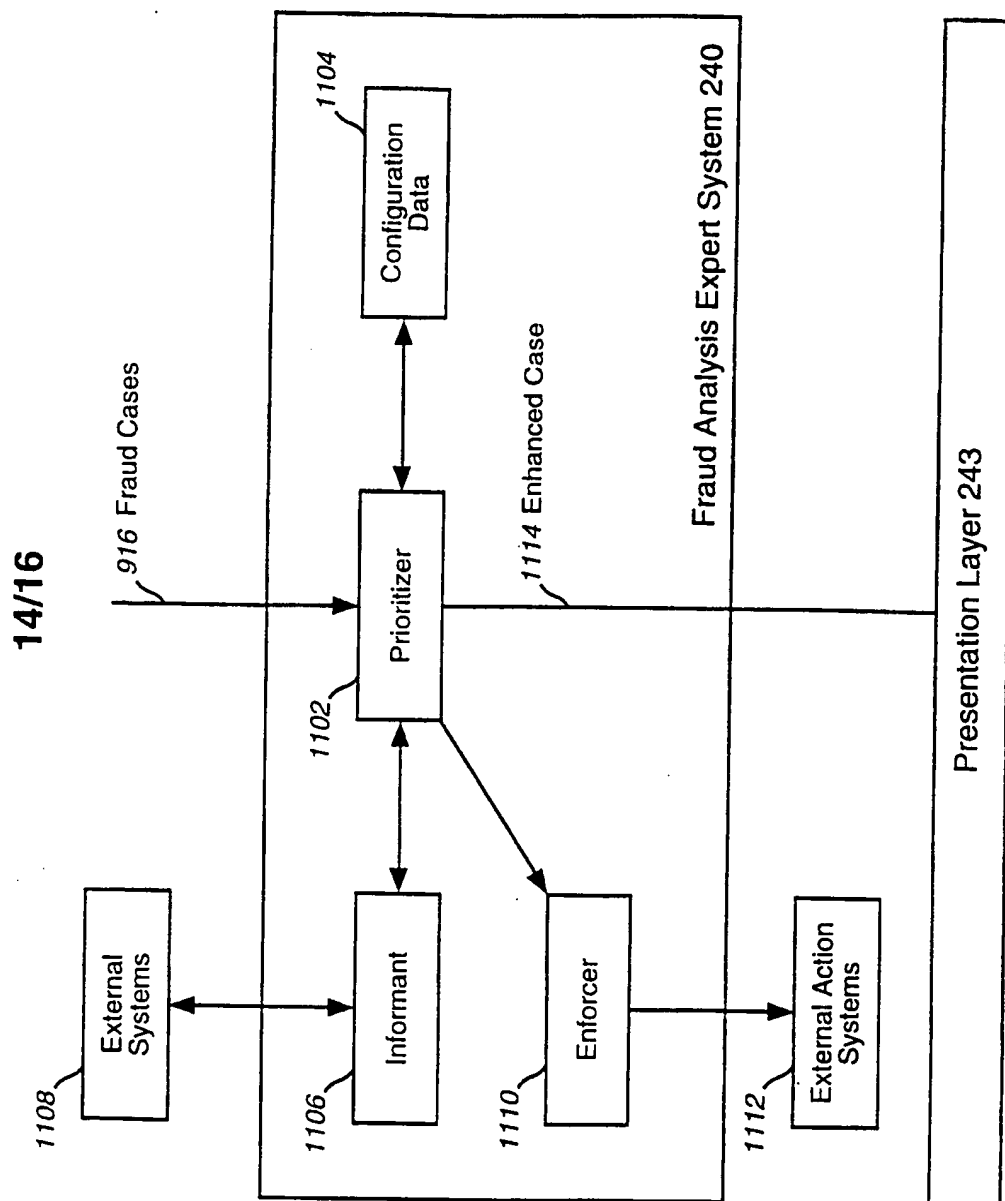 14/16
916 Fraud Cases
1108
External
Systems
1106
Informant
1102
Prioritizer
1104
Configuration
Data
1110
Enforcer
1114 Enhanced Case
Fraud Analysis Expert System 240
1112
External Action
Systems
Presentation Layer 243